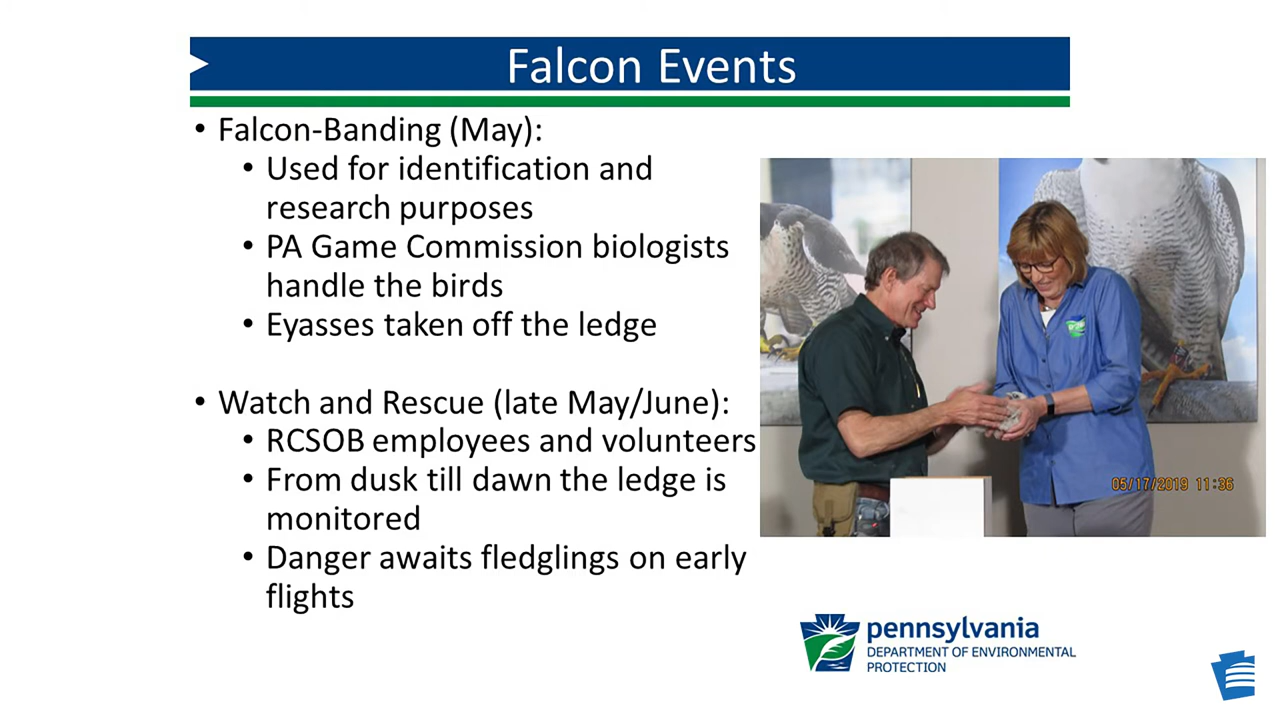 Falcon Events
• Falcon-Banding (May):
• Used for identification and
research purposes
• PA Game Commission biologists
handle the birds
• Eyasses taken off the ledge
• Watch and Rescue (late May/June):
• RCSOB employees and volunteers
• From dusk till dawn the ledge is
monitored
• Danger awaits fledglings on early
flights
05/17/2019 11:36
pennsylvania
DEPARTMENT OF ENVIRONMENTAL
PROTECTION